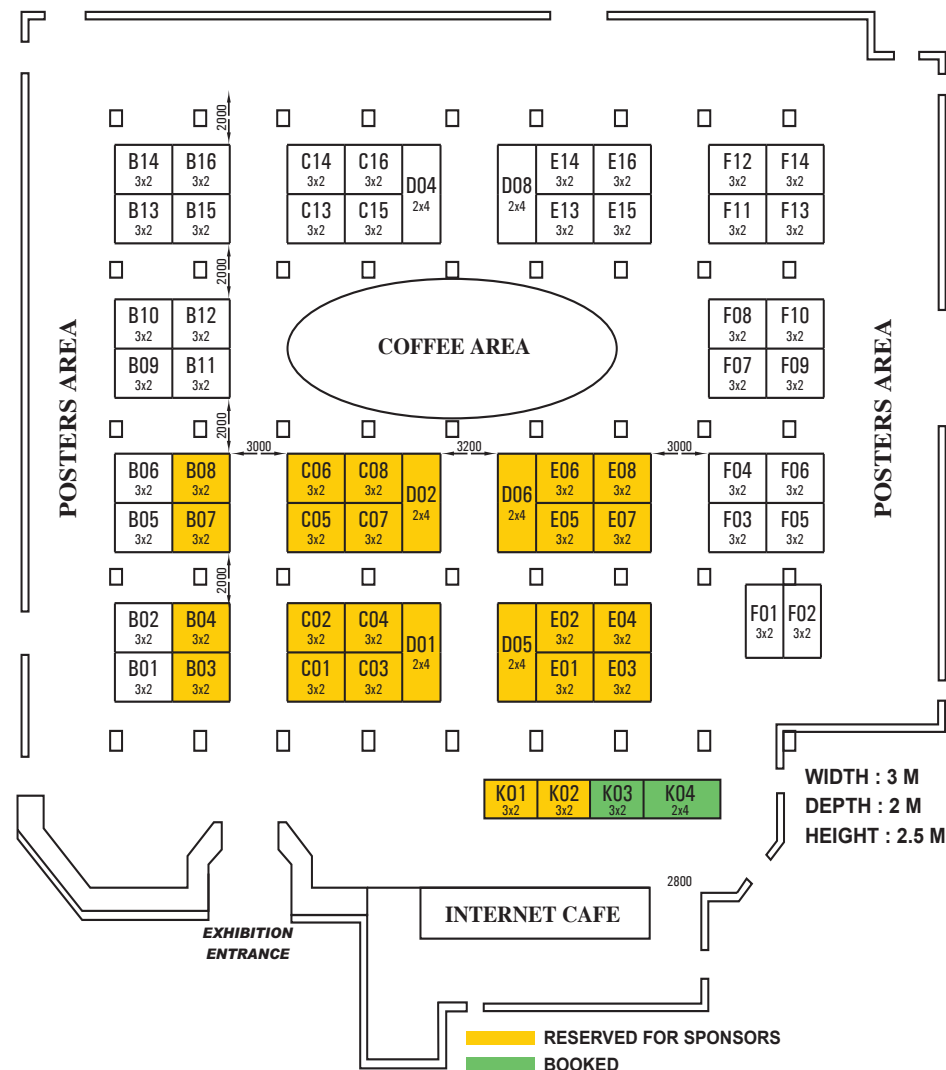 2000
B14 B16 C14 C16 E14 E16 F12 F14
3x2 3x2 3x2 3x2 3x2 3x2 3x2 3x2
D04 D08
2x4 2x4
B13 B15 C13 C15 E13 E15 F11 F13
3x2 3x2 3x2 3x2 3x2 3x2 3x2 3x2
2000
B10 B12 F08 F10
3x2 3x2 3x2 3x2
COFFEE AREA
B09 B11 F07 F09
3x2 3x2 3x2 3x2
POSTERS AREA
POSTERS AREA
2000
3000 3200 3000
B06 B08 C06 C08 E06 E08 F04 F06
3x2 3x2 3x2 3x2 3x2 3x2 3x2 3x2
D02 D06
2x4 2x4
B05 B07 C05 C07 E05 E07 F03 F05
3x2 3x2 3x2 3x2 3x2 3x2 3x2 3x2
2000
B02 B04 C02 C04 E02 E04 F01 F02
3x2 3x2 3x2 3x2 3x2 3x2 3x2 3x2
D01 D05
2x4 2x4
B01 B03 C01 C03 E01 E03
3x2 3x2 3x2 3x2 3x2 3x2
K01 K02 K03 K04
3x2 3x2 3x2 2x4
WIDTH : 3 M
DEPTH : 2 M
HEIGHT : 2.5 M
2800
INTERNET CAFE
EXHIBITION
ENTRANCE
RESERVED FOR SPONSORS
BOOKED